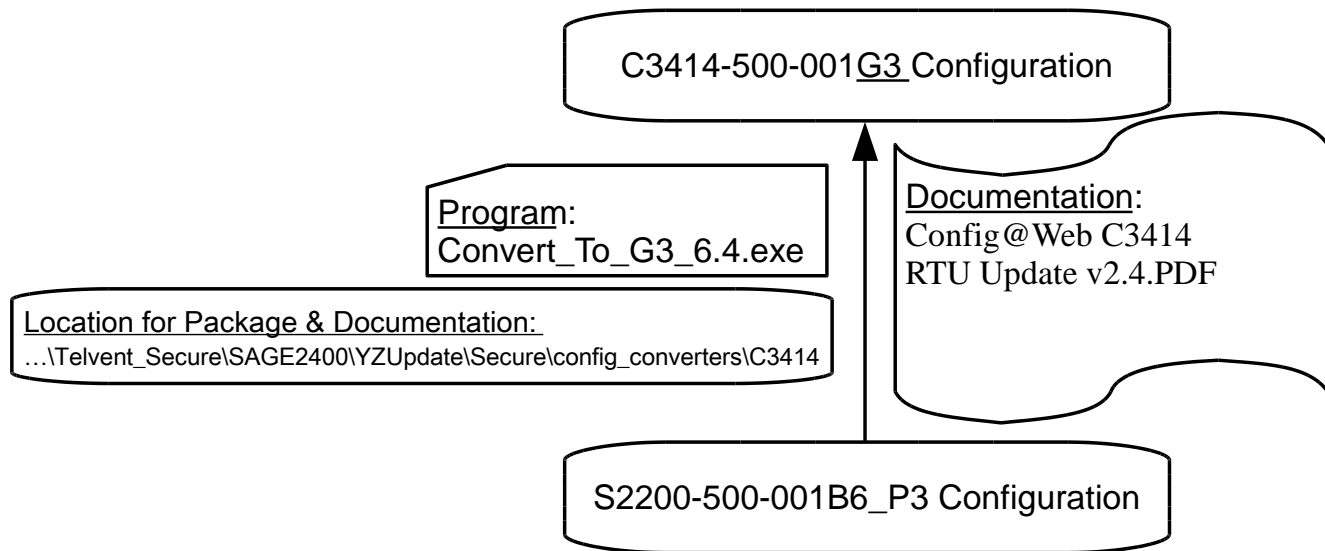 C3414-500-001G3 Configuration
Program:
Convert_To_G3_6.4.exe
Documentation:
Config@Web C3414
RTU Update v2.4.PDF
Location for Package & Documentation:
…\Telvent_Secure\SAGE2400\YZUpdate\Secure\config_converters\C3414
S2200-500-001B6_P3 Configuration